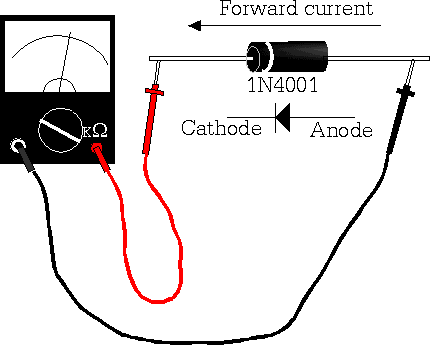 Forward current
1N4001
KΩ
Cathode
Anode